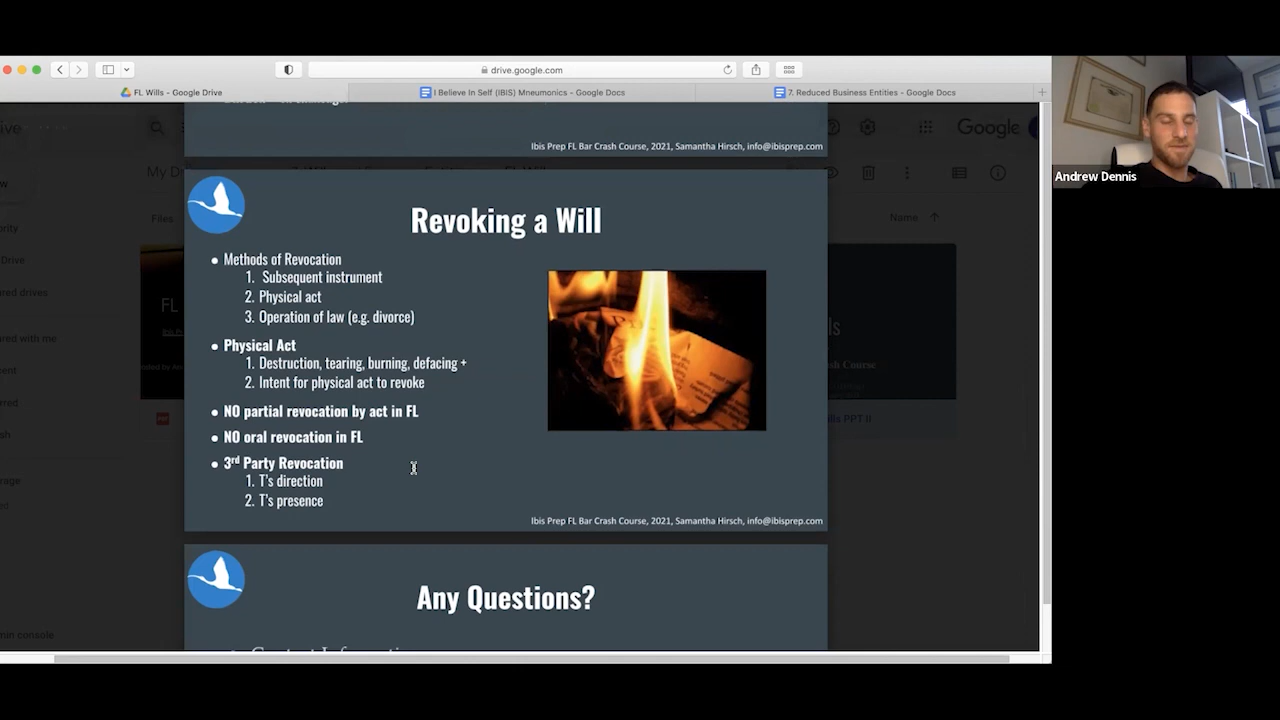 drive.google.com
FL Wills - Google Drive
I Believe In Self (IBIS) Mneumonics - Google Docs
7. Reduced Business Entities - Google Docs
Google
Ibis Prep FL Bar Crash Course, 2021, Samantha Hirsch, info@ibisprep.com
Andrew Dennis
My D
Files
Name
Revoking a Will
Methods of Revocation
1. Subsequent instrument
2. Physical act
3. Operation of law (e.g. divorce)
Physical Act
1. Destruction, tearing, burning, defacing +
2. Intent for physical act to revoke
NO partial revocation by act in FL
NO oral revocation in FL
3rd Party Revocation
1. T's direction
2. T's presence
Ibis Prep FL Bar Crash Course, 2021, Samantha Hirsch, info@ibisprep.com
Any Questions?